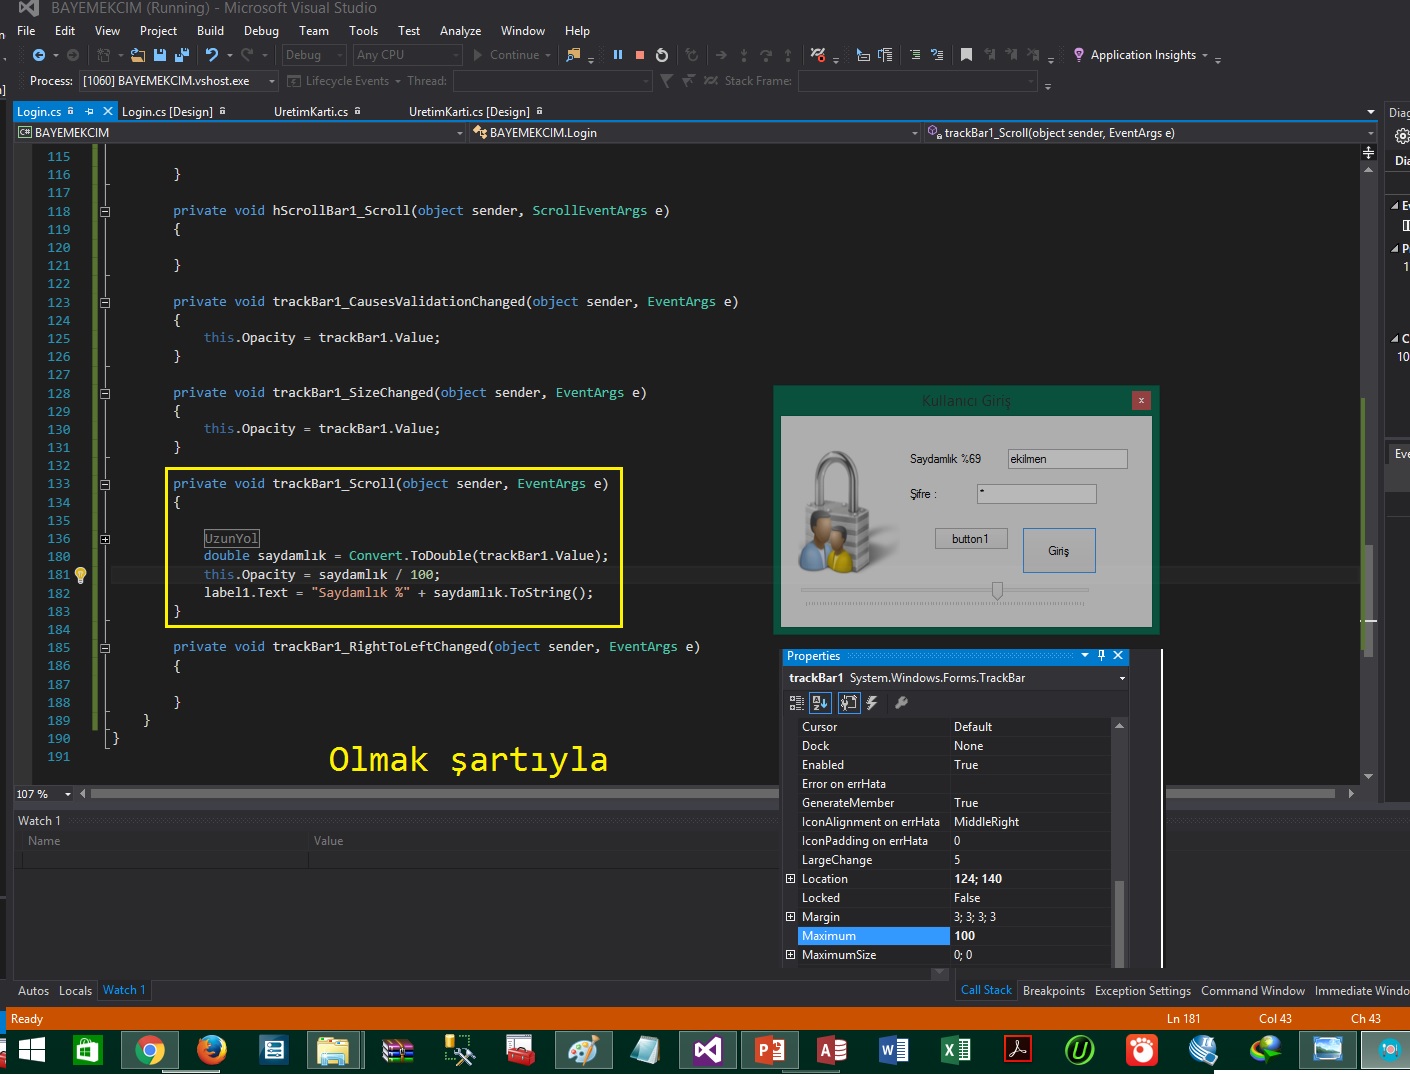 BAYEMEKCIM (Running) - Microsoft Visual Studio
File Edit View Project Build Debug Team Tools Test Analyze Window Help
Debug Any CPU Continue Application Insights
Process: [1060] BAYEMEKCIM.vshost.exe Lifecycle Events Thread: Stack Frame:
Login.cs Login.cs [Design] UretimKarti.cs UretimKarti.cs [Design]
BAYEMEKCIM BAYEMEKCIM.Login trackBar1_Scroll(object sender, EventArgs e)
115
116 }
117
118 private void hScrollBar1_Scroll(object sender, ScrollEventArgs e)
119 {
120
121 }
122
123 private void trackBar1_CausesValidationChanged(object sender, EventArgs e)
124 {
125 this.Opacity = trackBar1.Value;
126 }
127
128 private void trackBar1_SizeChanged(object sender, EventArgs e)
129 {
130 this.Opacity = trackBar1.Value;
131 }
132
133 private void trackBar1_Scroll(object sender, EventArgs e)
134 {
135
136 UzunYol
180 double saydamlık = Convert.ToDouble(trackBar1.Value);
181 this.Opacity = saydamlık / 100;
182 label1.Text = "Saydamlık %" + saydamlık.ToString();
183 }
184
185 private void trackBar1_RightToLeftChanged(object sender, EventArgs e)
186 {
187
188 }
189 }
190 }
191
Olmak şartıyla
107 %
Kullanıcı Giriş x
Saydamlık %69 ekilmen
Şifre : *
button1 Giriş
Properties
trackBar1 System.Windows.Forms.TrackBar
Cursor Default
Dock None
Enabled True
Error on errHata
GenerateMember True
IconAlignment on errHata MiddleRight
IconPadding on errHata 0
LargeChange 5
Location 124; 140
Locked False
Margin 3; 3; 3; 3
Maximum 100
MaximumSize 0; 0
Watch 1
Name Value
Autos Locals Watch 1
Call Stack Breakpoints Exception Settings Command Window Immediate Windo
Ready Ln 181 Col 43 Ch 43